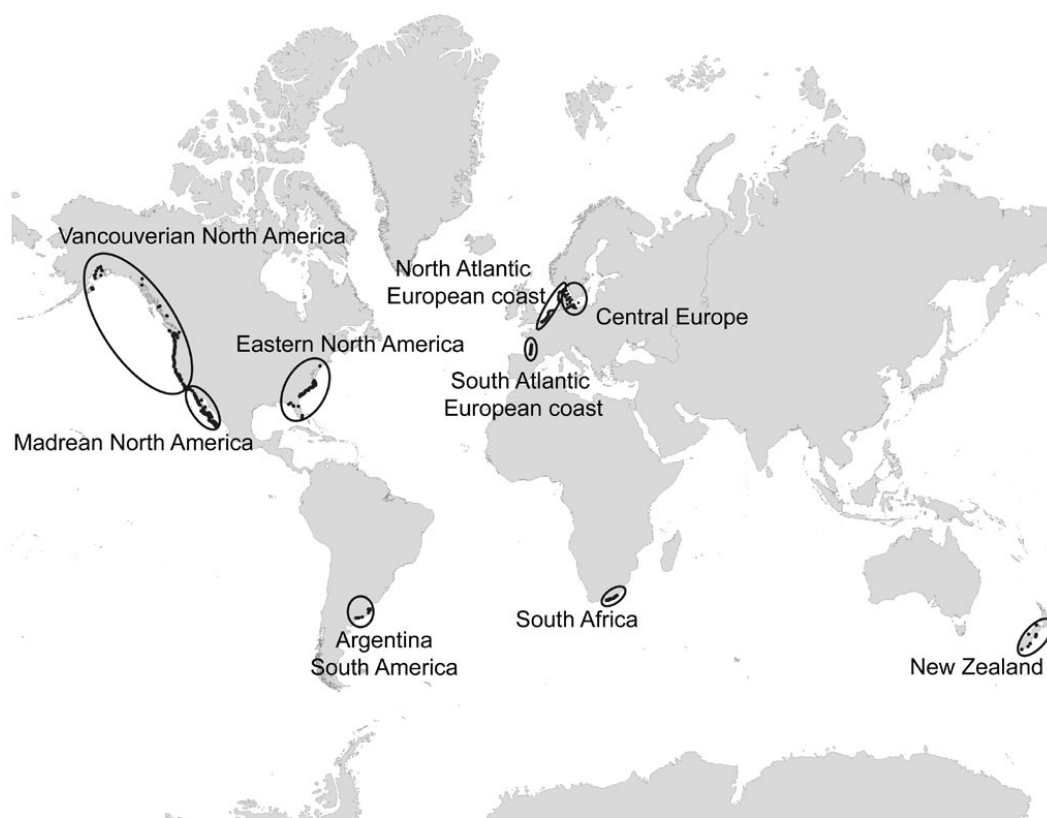 Vancouverian North America
North Atlantic
European coast
Central Europe
Eastern North America
South Atlantic
European coast
Madrean North America
South Africa
Argentina
South America
New Zealand